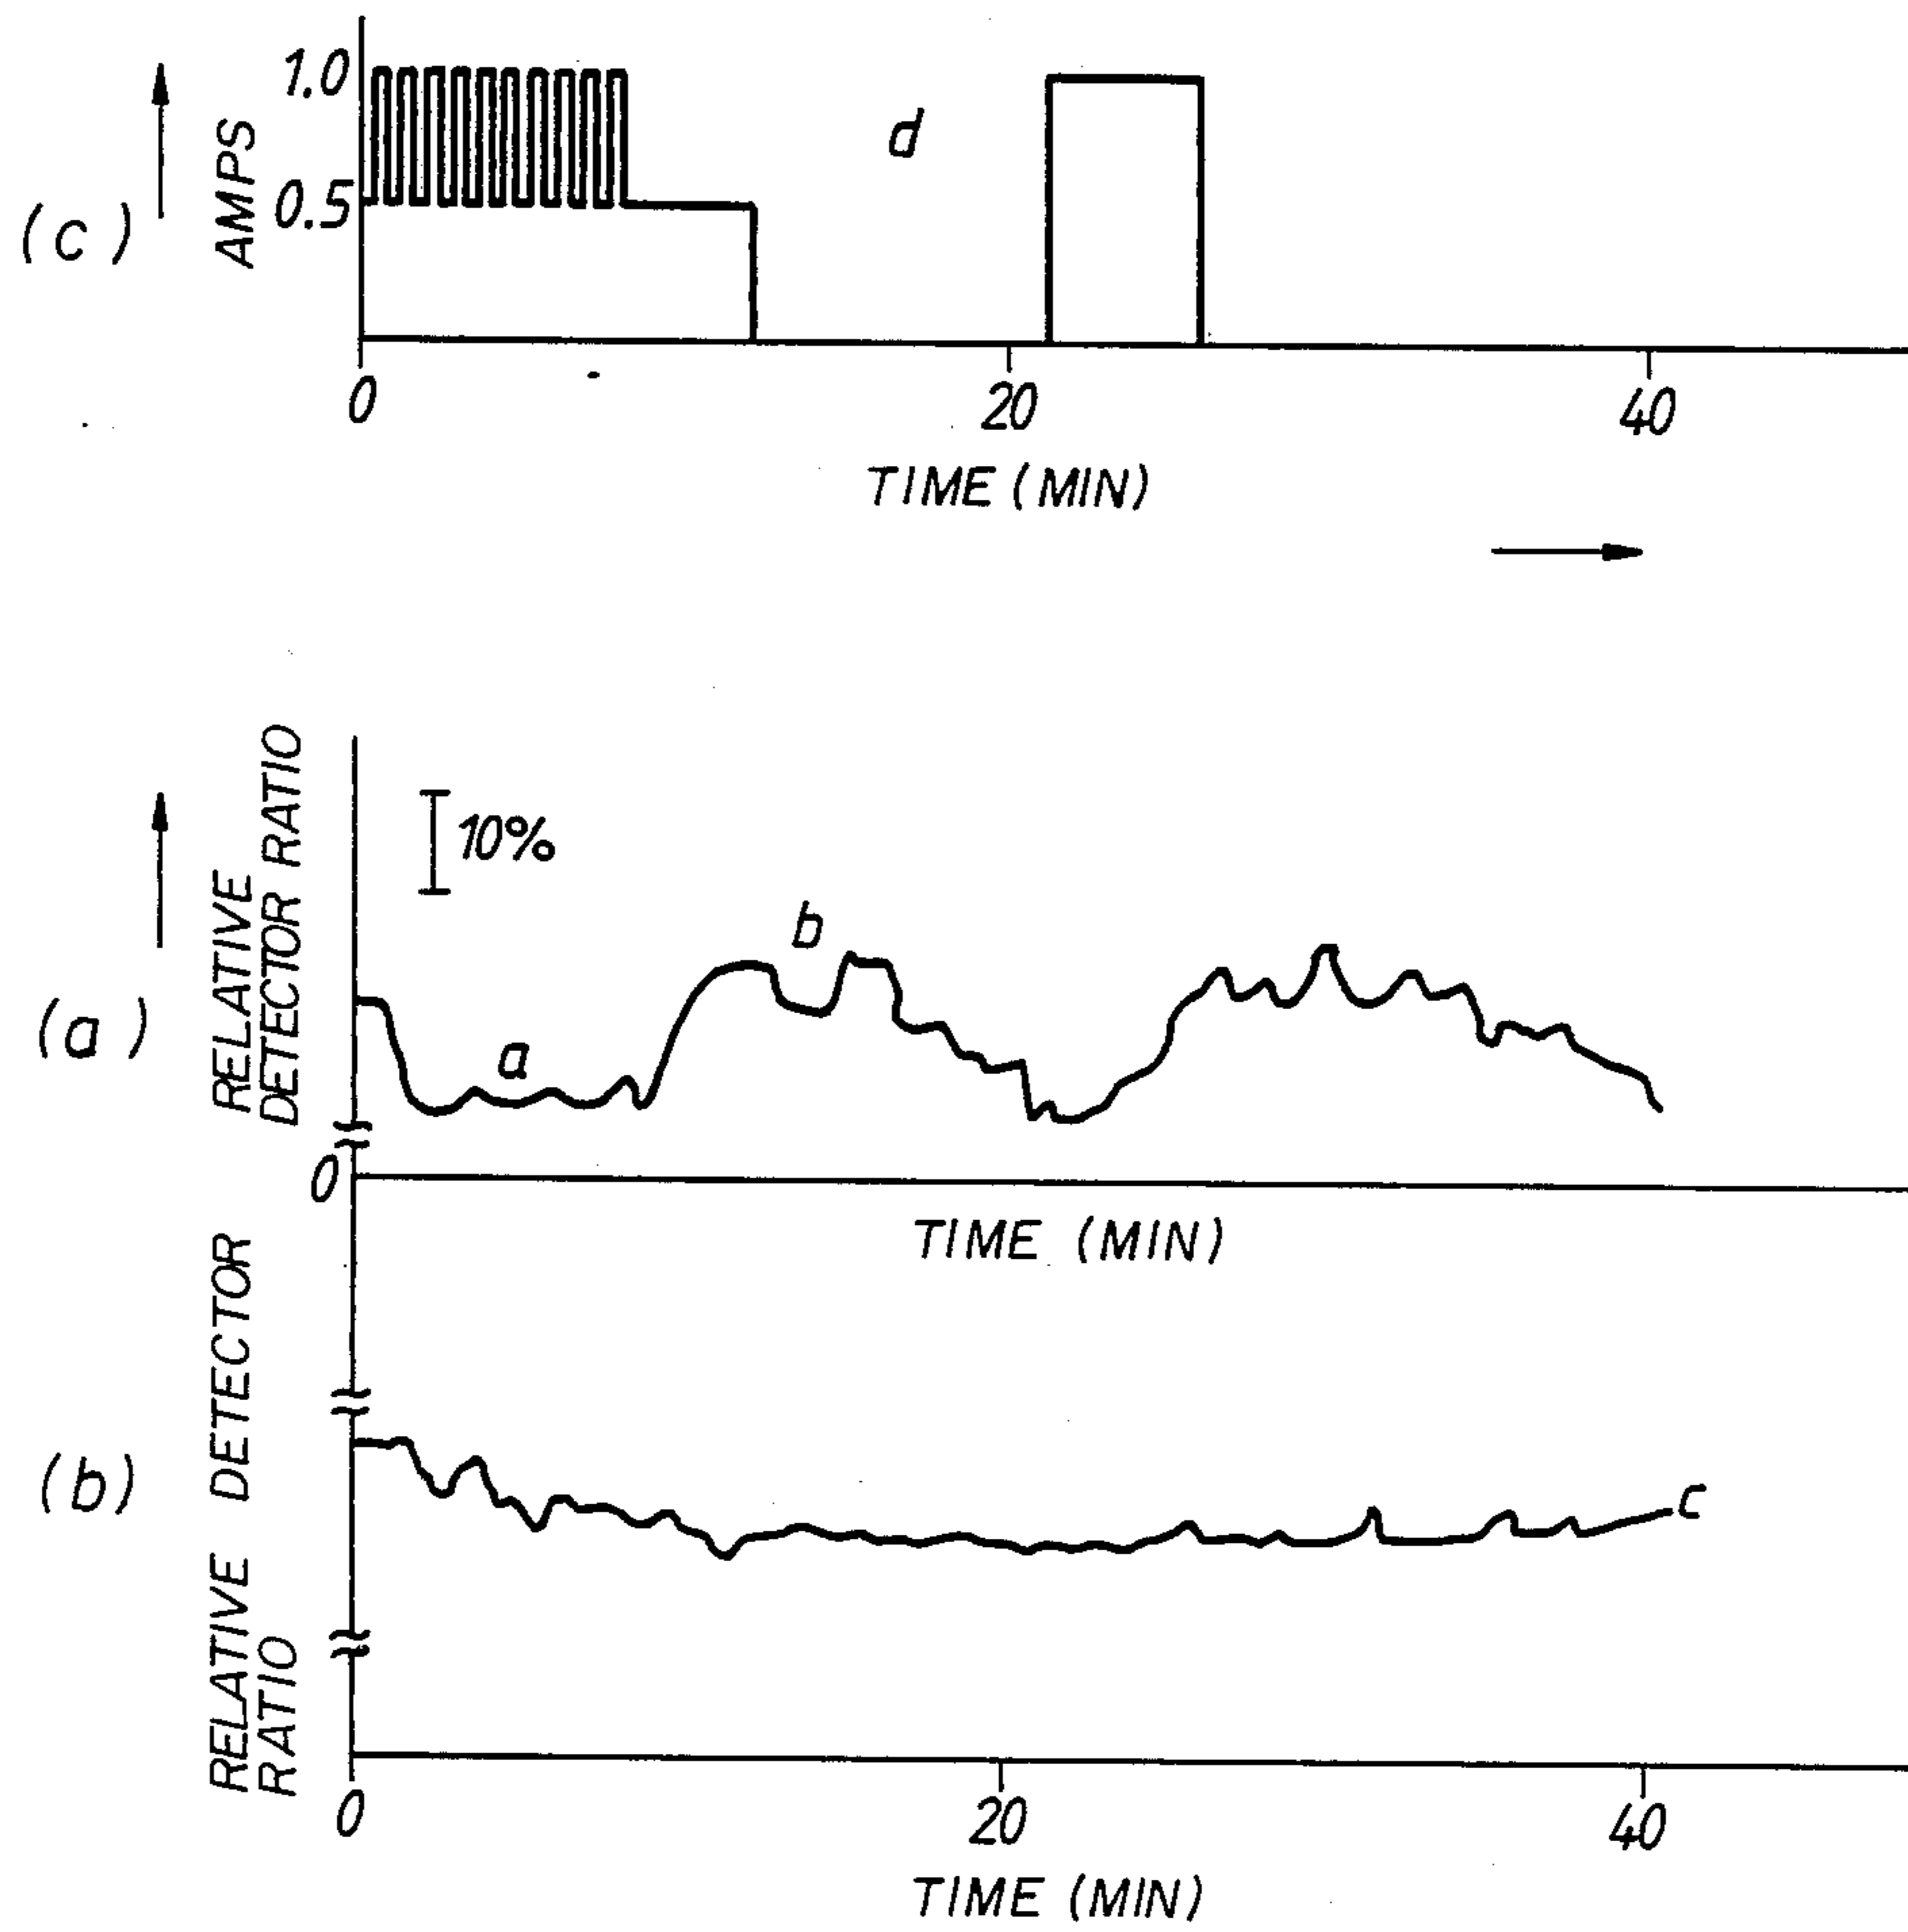 (c)
AMPS
1.0
0.5
d
0
20
40
TIME (MIN)
(a)
RELATIVE
DETECTOR RATIO
10%
a
b
0
TIME (MIN)
(b)
RELATIVE DETECTOR
RATIO
c
0
20
40
TIME (MIN)